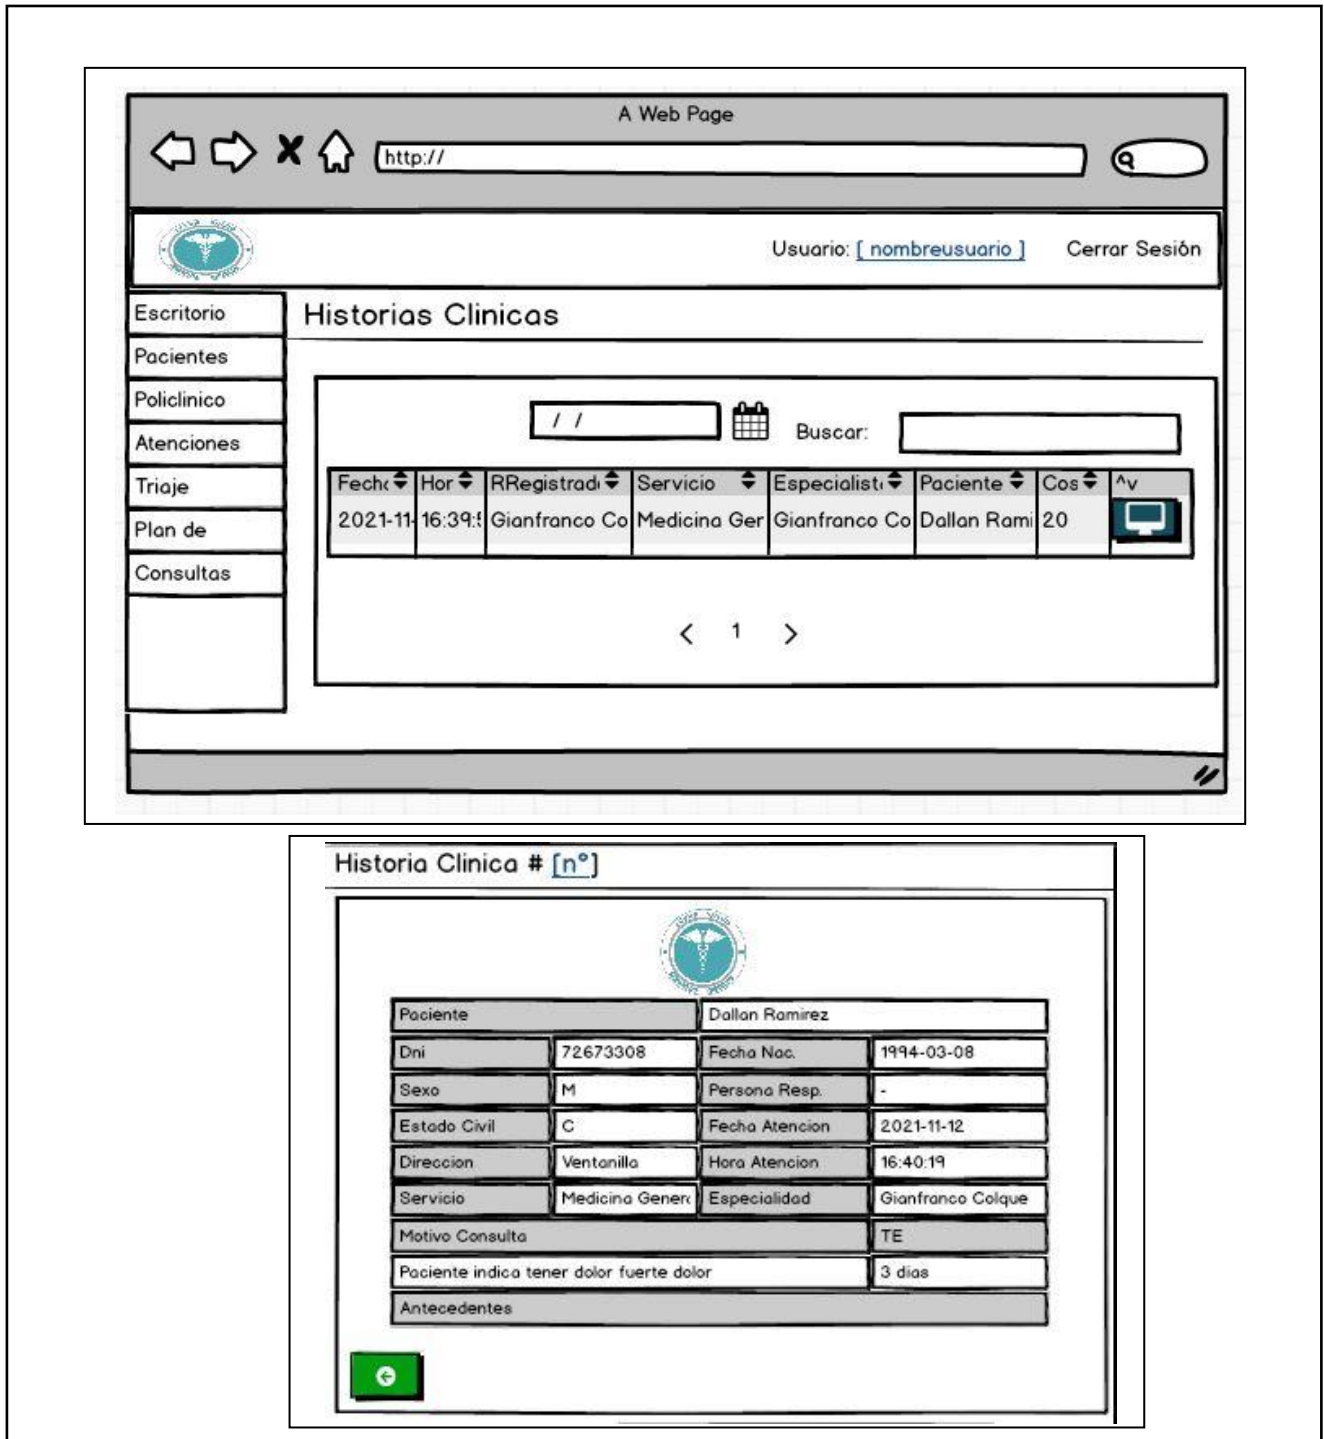 A Web Page
http://
Usuario: [ nombreusuario ] Cerrar Sesión
Escritorio
Historias Clinicas
Pacientes
Policlinico
Atenciones
Triaje
Plan de
Consultas
/ /
Buscar:
Fech Hor RRegistrad Servicio Especialist Paciente Cos ^v
2021-11- 16:39: Gianfranco Co Medicina Ger Gianfranco Co Dallan Rami 20
< 1 >
Historia Clinica # [n°]
Paciente Dallan Ramirez
Dni 72673308 Fecha Nac. 1994-03-08
Sexo M Persona Resp. -
Estado Civil C Fecha Atencion 2021-11-12
Direccion Ventanilla Hora Atencion 16:40:19
Servicio Medicina Gener Especialidad Gianfranco Colque
Motivo Consulta TE
Paciente indica tener dolor fuerte dolor 3 dias
Antecedentes